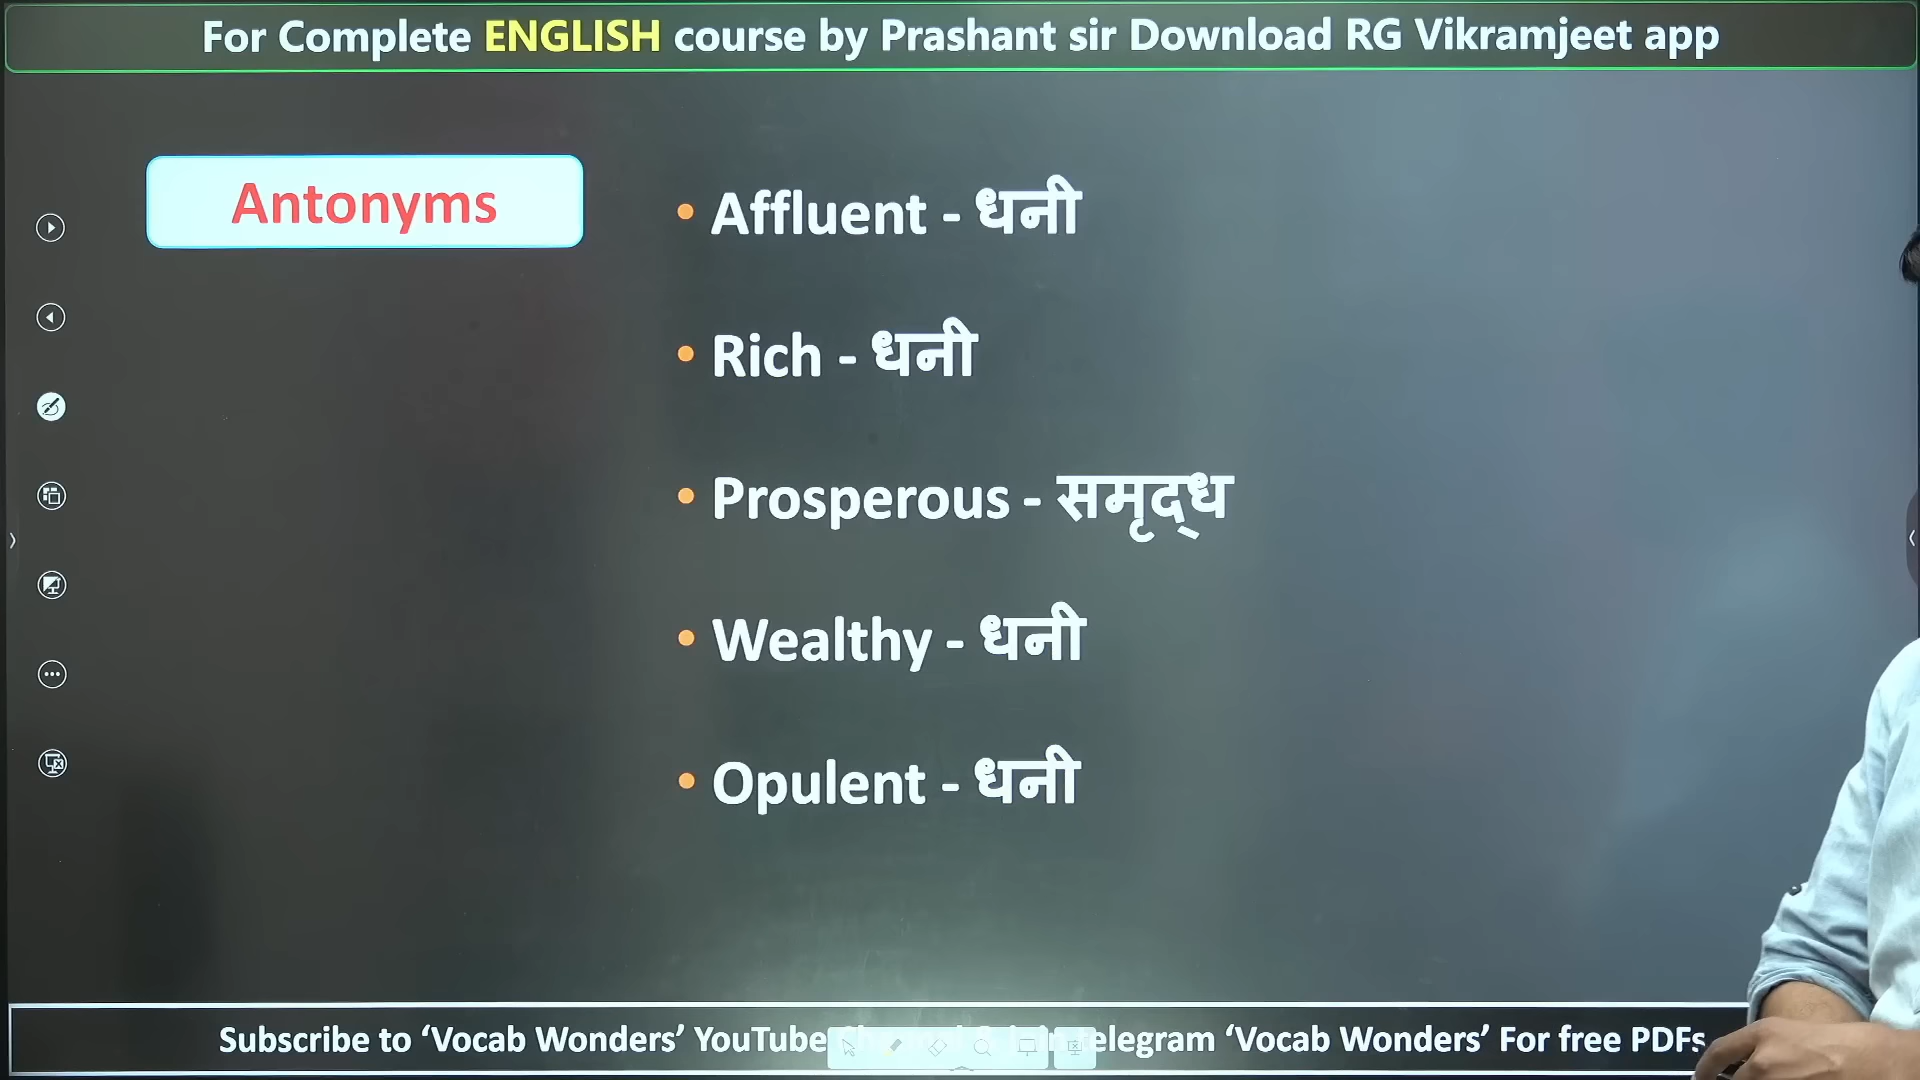 For Complete ENGLISH course by Prashant sir Download RG Vikramjeet app
Antonyms
• Affluent - धनी
• Rich - धनी
• Prosperous - समृद्ध
• Wealthy - धनी
• Opulent - धनी
Subscribe to ‘Vocab Wonders’ YouTube Telegram ‘Vocab Wonders’ For free PDFs